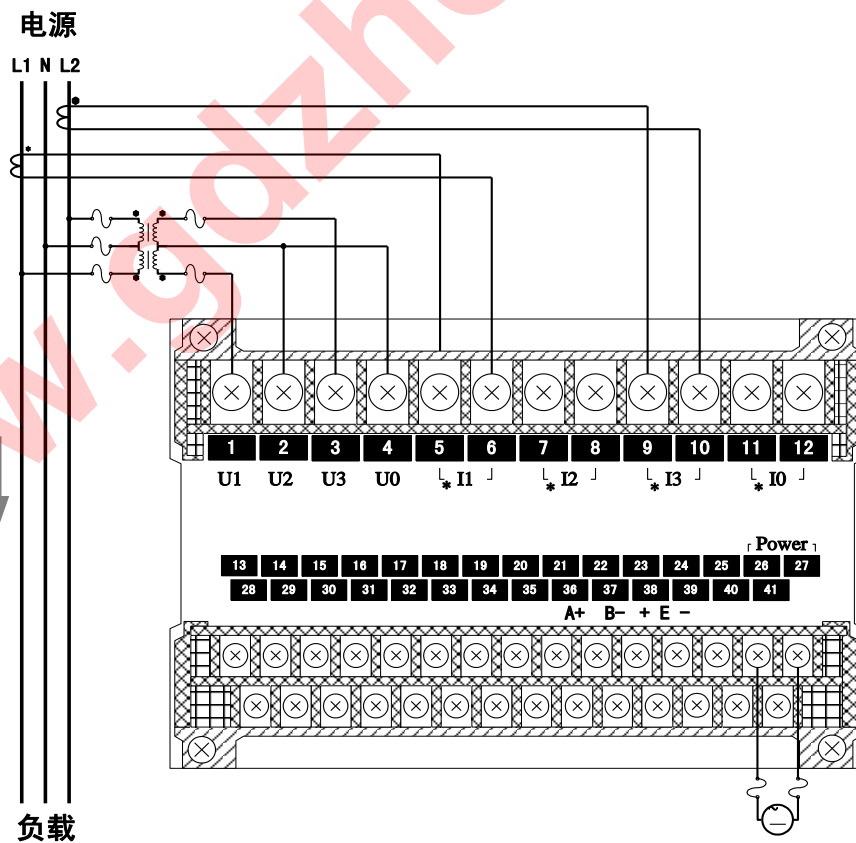 电源
L1 N L2
1 2 3 4 5 6 7 8 9 10 11 12
U1 U2 U3 U0 * I1 * I2 * I3 * I0
Power
13 14 15 16 17 18 19 20 21 22 23 24 25 26 27
28 29 30 31 32 33 34 35 36 37 38 39 40 41
A+ B- + E -
负载
w.gdzh